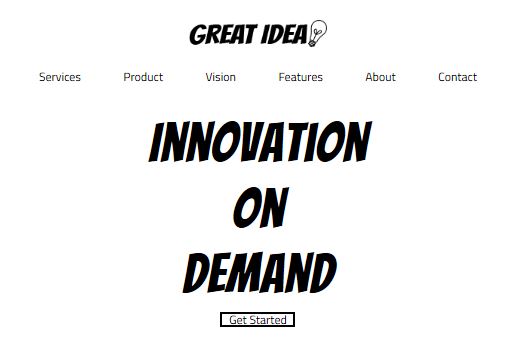 GREAT IDEA
Services Product Vision Features About Contact
INNOVATION
ON
DEMAND
Get Started